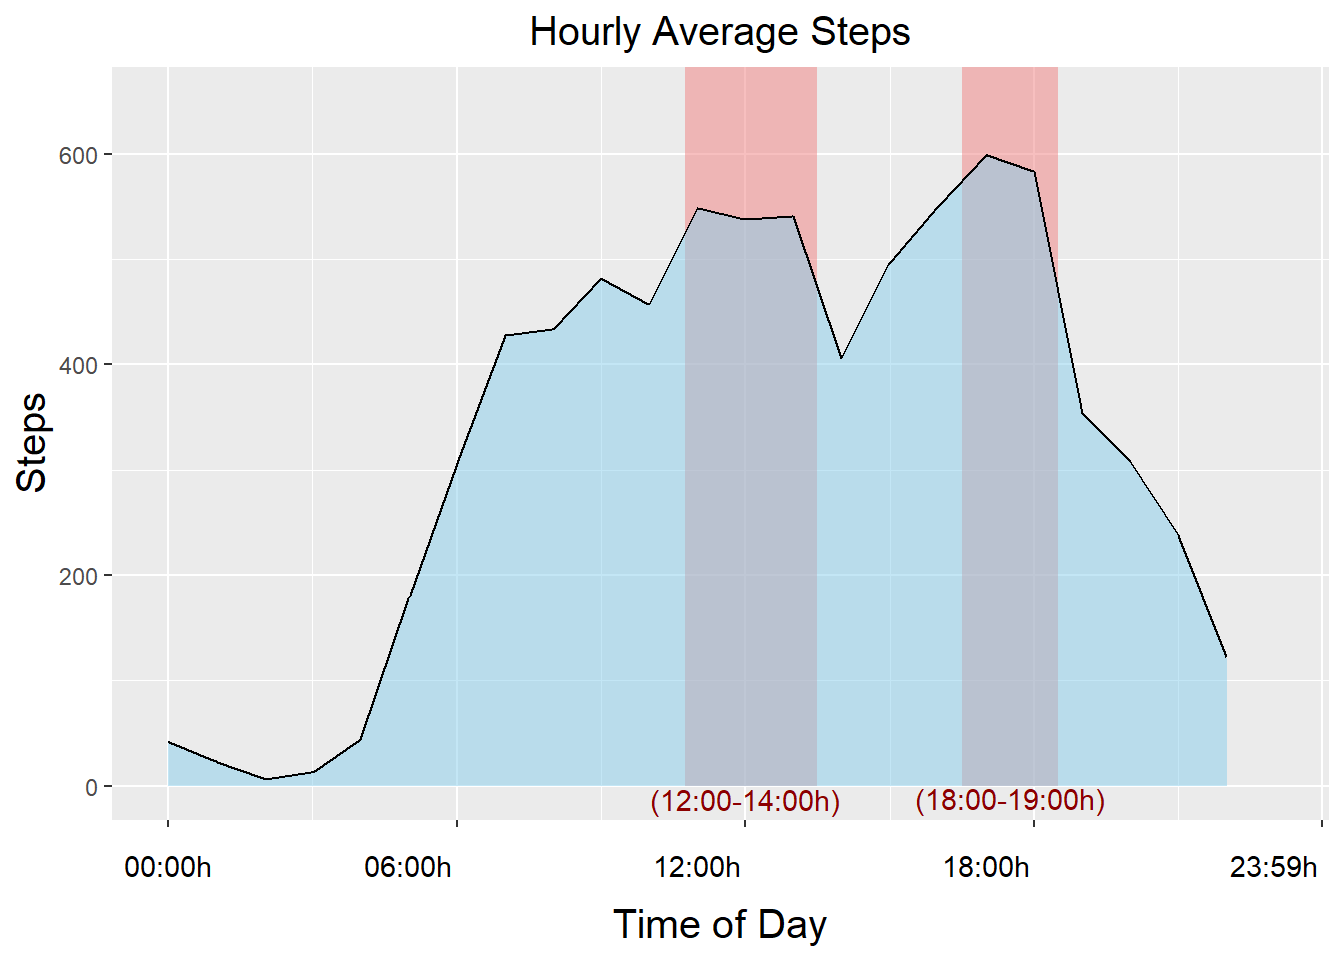 Hourly Average Steps
600
400
200
0
Steps
(12:00-14:00h)
(18:00-19:00h)
00:00h
06:00h
12:00h
18:00h
23:59h
Time of Day